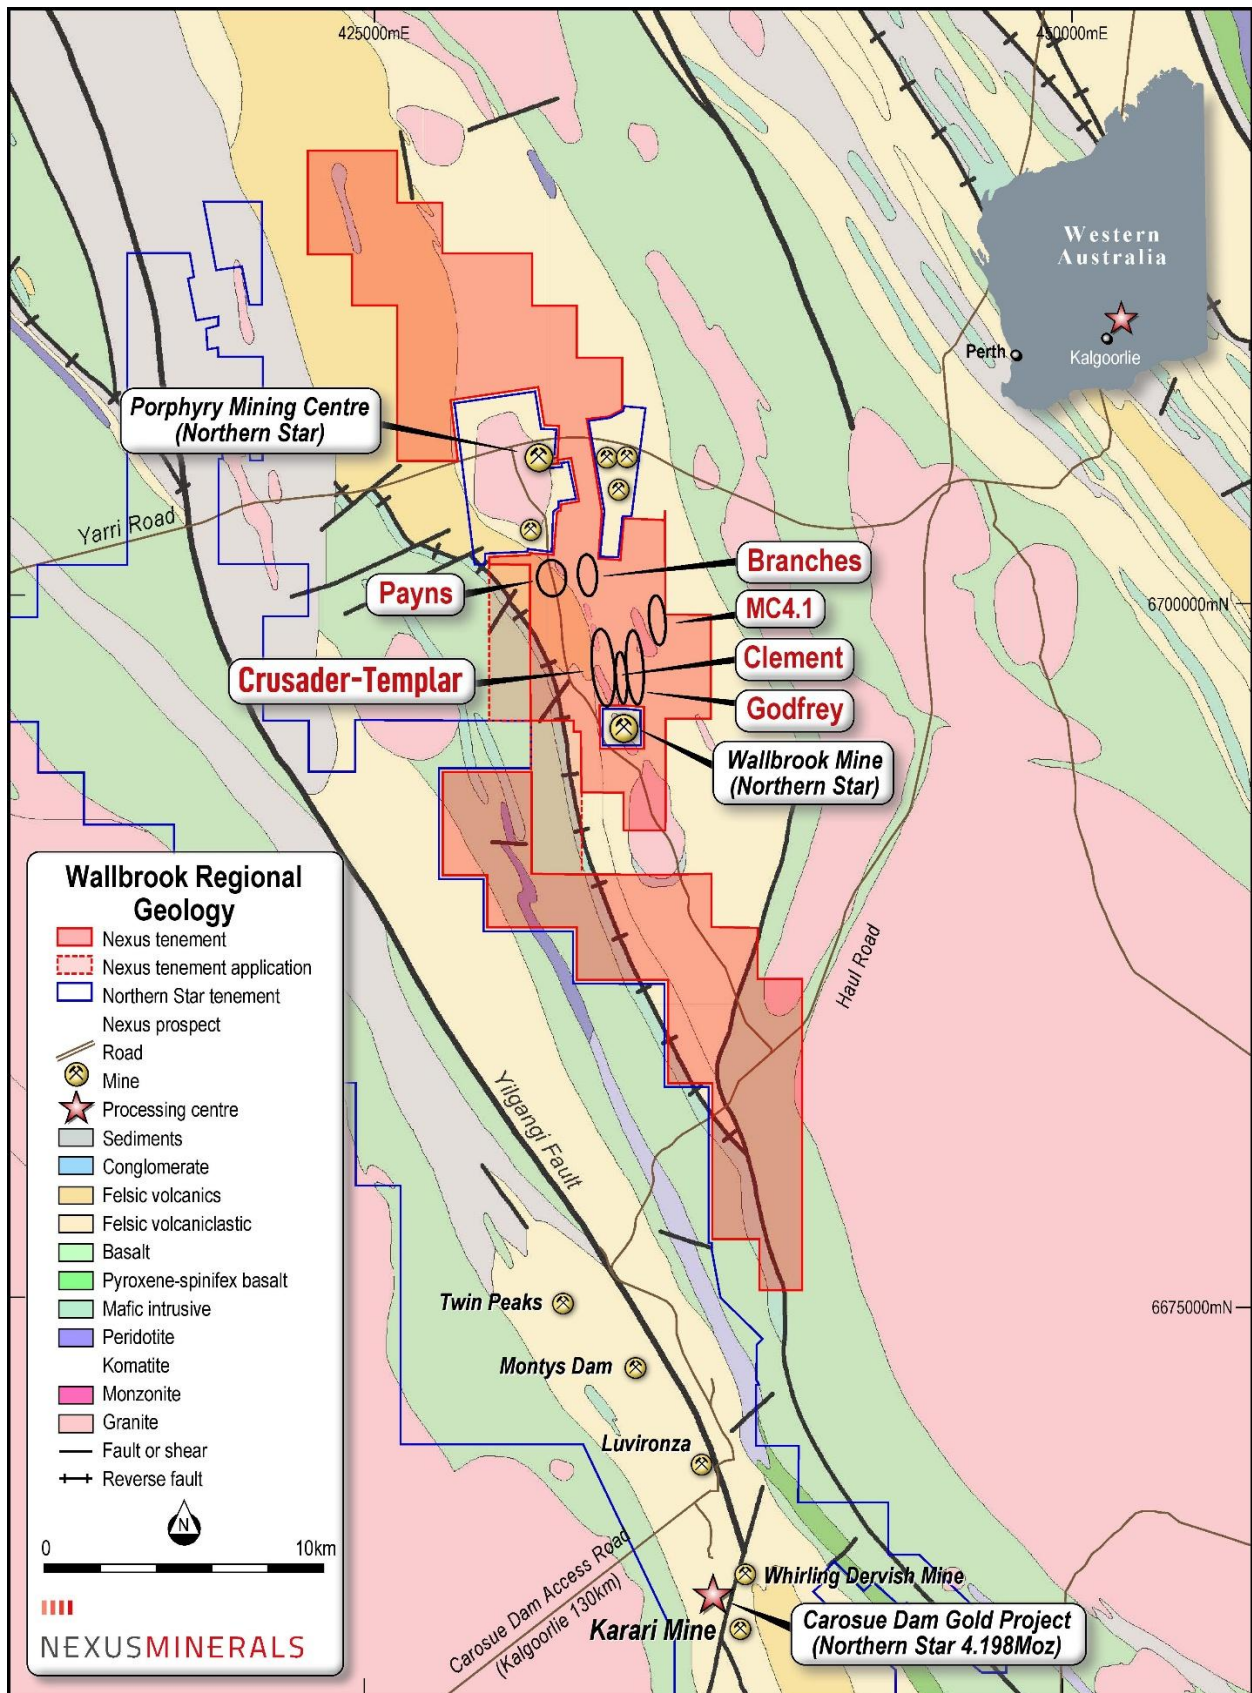 425000mE
450000mE
Western
Australia
Perth
Kalgoorlie
Porphyry Mining Centre
(Northern Star)
Yarri Road
Branches
Payns
MC4.1
6700000mN
Clement
Crusader-Templar
Godfrey
Wallbrook Mine
(Northern Star)
Haul Road
Yilgangi Fault
Wallbrook Regional
Geology
Nexus tenement
Nexus tenement application
Northern Star tenement
Nexus prospect
Road
Mine
Processing centre
Sediments
Conglomerate
Felsic volcanics
Felsic volcaniclastic
Basalt
Pyroxene-spinifex basalt
Mafic intrusive
Peridotite
Komatite
Monzonite
Granite
Fault or shear
Reverse fault
N
0 10km
NEXUSMINERALS
Twin Peaks
6675000mN
Montys Dam
Luvironza
Carosue Dam Access Road
(Kalgoorlie 130km)
Whirling Dervish Mine
Karari Mine
Carosue Dam Gold Project
(Northern Star 4.198Moz)